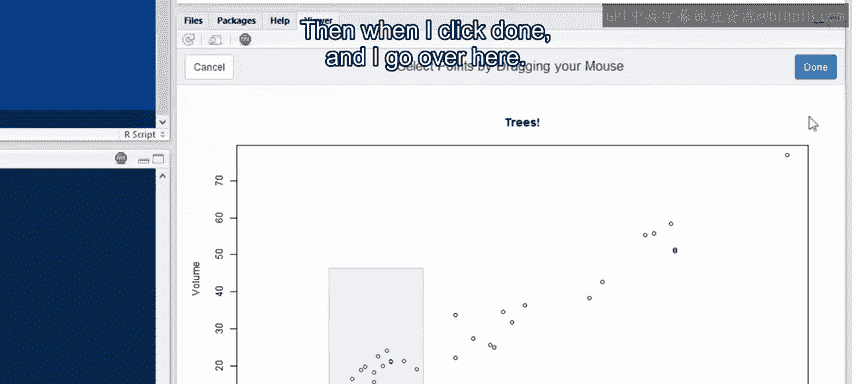 Files Packages Help Viewer
Then when I click done,
and I go over here.
Cancel
Select Points by Dragging your Mouse
Done
R Script
Trees!
Volume
70
60
50
40
30
20